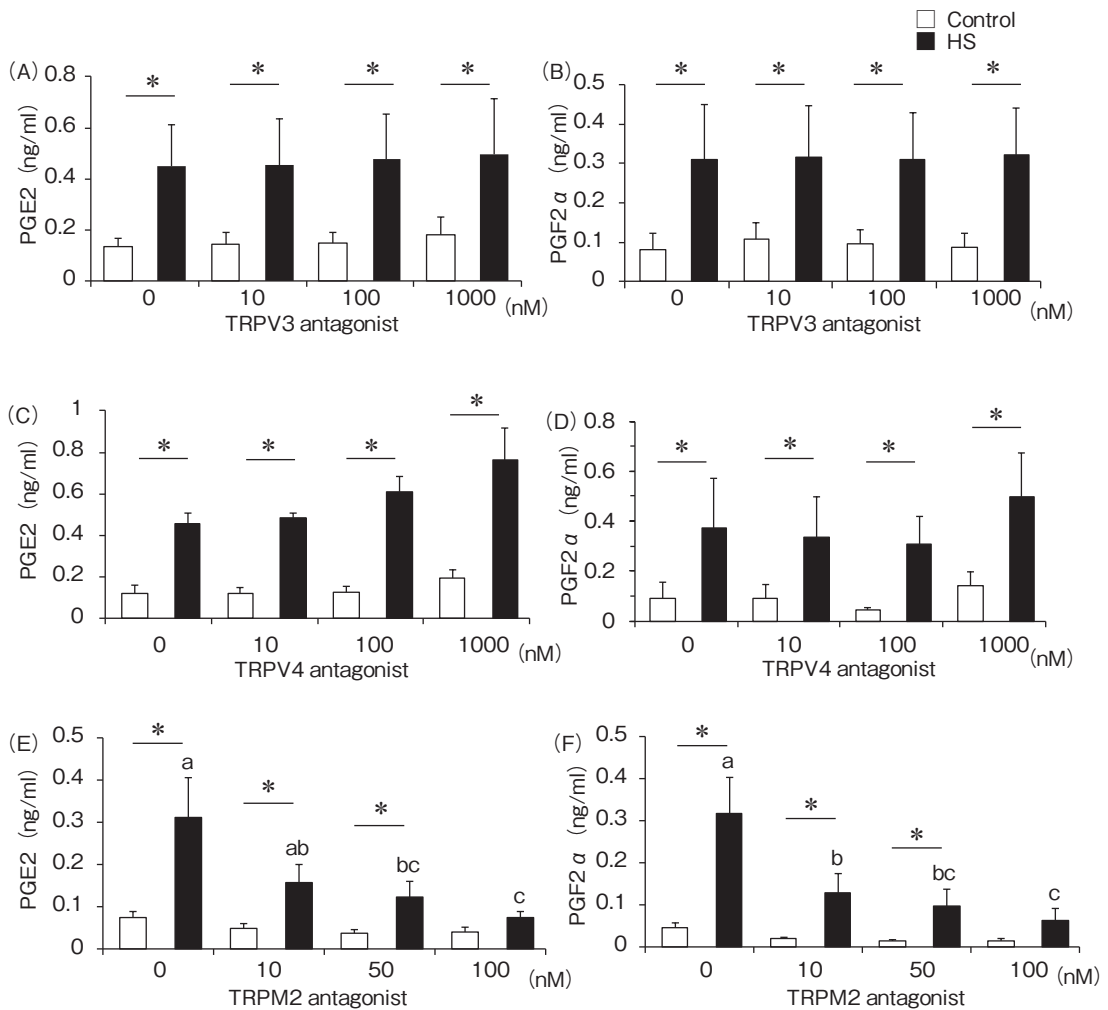 Control
HS
(A)
0.8
0.6
0.4
0.2
0
PGE2 (ng/ml)
* * * *
0 10 100 1000 (nM)
TRPV3 antagonist
(B)
0.5
0.4
0.3
0.2
0.1
0
PGF2α (ng/ml)
* * * *
0 10 100 1000 (nM)
TRPV3 antagonist
(C)
1
0.8
0.6
0.4
0.2
0
PGE2 (ng/ml)
* * * *
0 10 100 1000 (nM)
TRPV4 antagonist
(D)
0.8
0.6
0.4
0.2
0
PGF2α (ng/ml)
* * * *
0 10 100 1000 (nM)
TRPV4 antagonist
(E)
0.5
0.4
0.3
0.2
0.1
0
PGE2 (ng/ml)
* * *
a ab bc c
0 10 50 100 (nM)
TRPM2 antagonist
(F)
0.5
0.4
0.3
0.2
0.1
0
PGF2α (ng/ml)
* * *
a b bc c
0 10 50 100 (nM)
TRPM2 antagonist